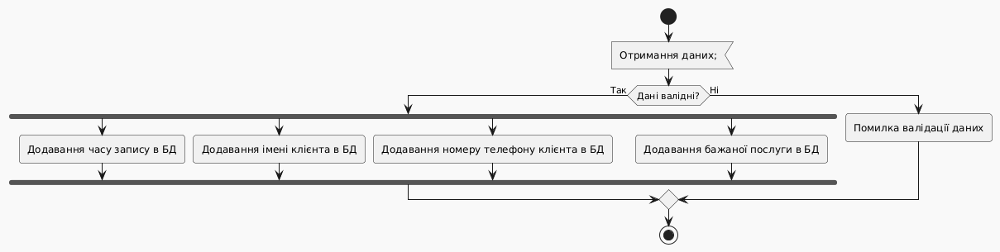 Отримання даних;
Так
Дані валідні?
Ні
Помилка валідації даних
Додавання часу запису в БД
Додавання імені клієнта в БД
Додавання номеру телефону клієнта в БД
Додавання бажаної послуги в БД